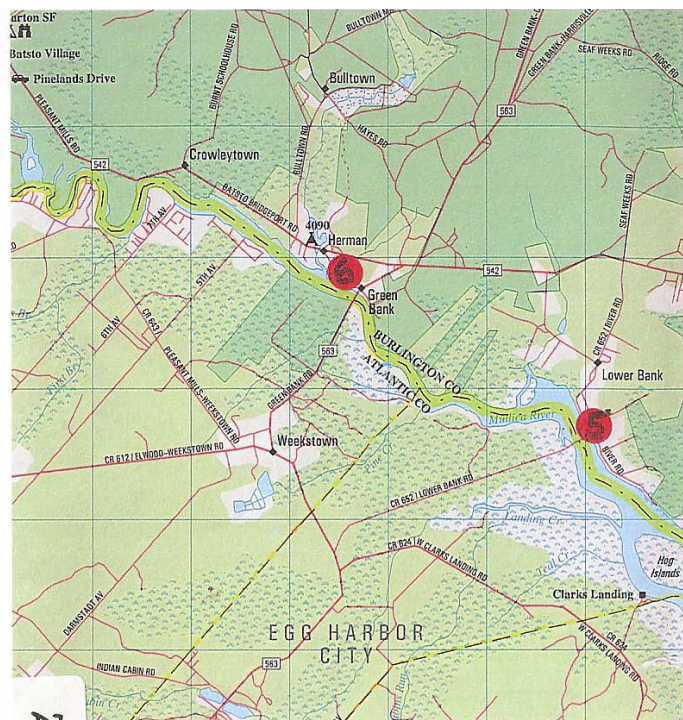 arton SF
Batsto Village
Pinelands Drive
PLEASANT MILLS RD
542
BURNT SCHOOLHOUSE RD
BULLTOWN
Bulltown
BULLTOWN RD
HAYES RD
GREEN BANK-HARRISVILLE
SEAF WEEKS RD
RIDGE RD
563
Crowleytown
BATSTO BRIDGEPORT RD
4090
Herman
6
542
SEAF WEEKS RD
Green
Bank
7TH AV
5TH AV
6TH AV
CR 643
PLEASANT MILLS-WEEKSTOWN RD
563
GREEN BANK RD
BURLINGTON CO
ATLANTIC CO
CR 652 / RIVER RD
Lower Bank
Mullica River
5
RIVER RD
CR 612 / ELWOOD-WEEKSTOWN RD
Weekstown
Pine Cr.
CR 652 / LOWER BANK RD
Landing Cr.
CR 624 / W CLARKS LANDING RD
Teal Cr.
Hog
Islands
Clarks Landing
DARMSTADT AV
EGG HARBOR
CITY
CR 624
W CLARKS LANDING RD
INDIAN CABIN RD
563